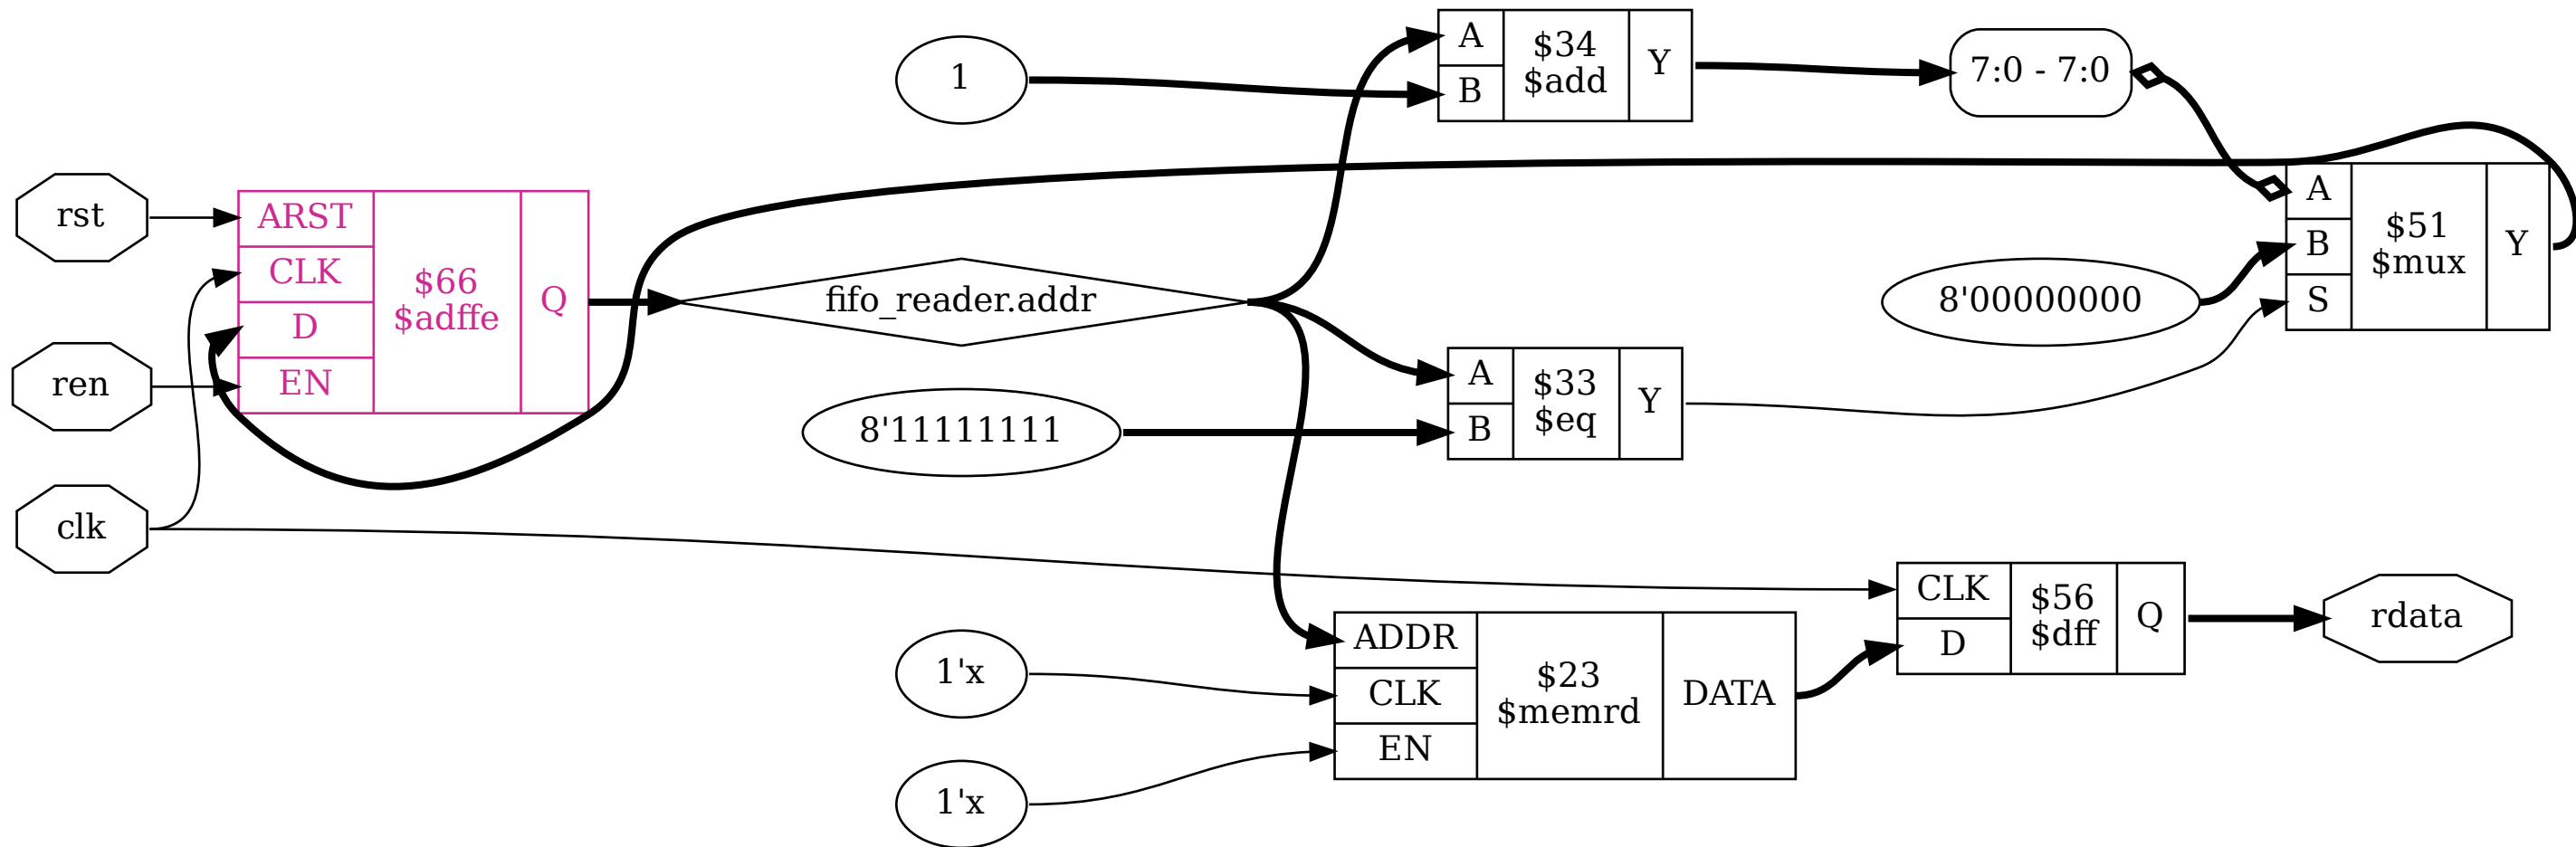 1
A
B
$34
$add
Y
7:0 - 7:0
rst
ren
clk
ARST
CLK
D
EN
$66
$adffe
Q
fifo_reader.addr
8'11111111
A
B
$33
$eq
Y
8'00000000
A
B
S
$51
$mux
Y
1'x
1'x
ADDR
CLK
EN
$23
$memrd
DATA
CLK
D
$56
$dff
Q
rdata